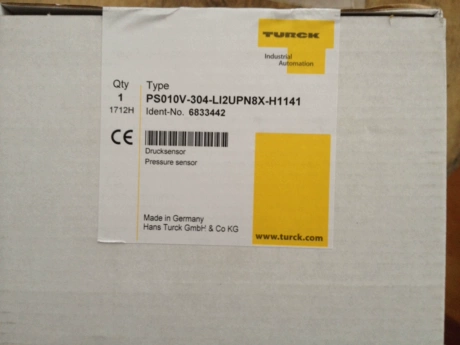 TURCK
Industrial
Automation
Qty
1
1712H
Type
PS010V-304-LI2UPN8X-H1141
Ident-No. 6833442
CE
Drucksensor
Pressure sensor
Made in Germany
Hans Turck GmbH & Co KG
www.turck.com